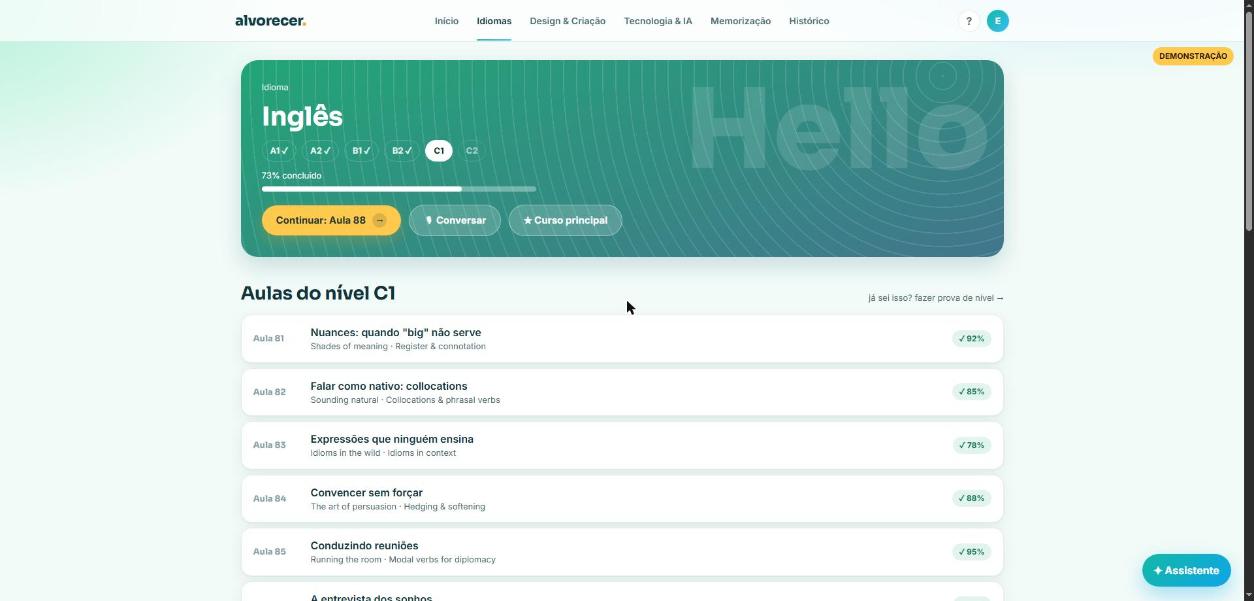 alvorecer.
Início
Idiomas
Design & Criação
Tecnologia & IA
Memorização
Histórico
?
E
DEMONSTRAÇÃO
Idioma
Inglês
Hello
A1 ✓
A2 ✓
B1 ✓
B2 ✓
C1
C2
73% concluído
Continuar: Aula 88 →
Conversar
★ Curso principal
Aulas do nível C1
já sei isso? fazer prova de nível →
Aula 81
Nuances: quando "big" não serve
Shades of meaning · Register & connotation
✓ 92%
Aula 82
Falar como nativo: collocations
Sounding natural · Collocations & phrasal verbs
✓ 85%
Aula 83
Expressões que ninguém ensina
Idioms in the wild · Idioms in context
✓ 78%
Aula 84
Convencer sem forçar
The art of persuasion · Hedging & softening
✓ 88%
Aula 85
Conduzindo reuniões
Running the room · Modal verbs for diplomacy
✓ 95%
A entrevista dos sonhos
✦ Assistente